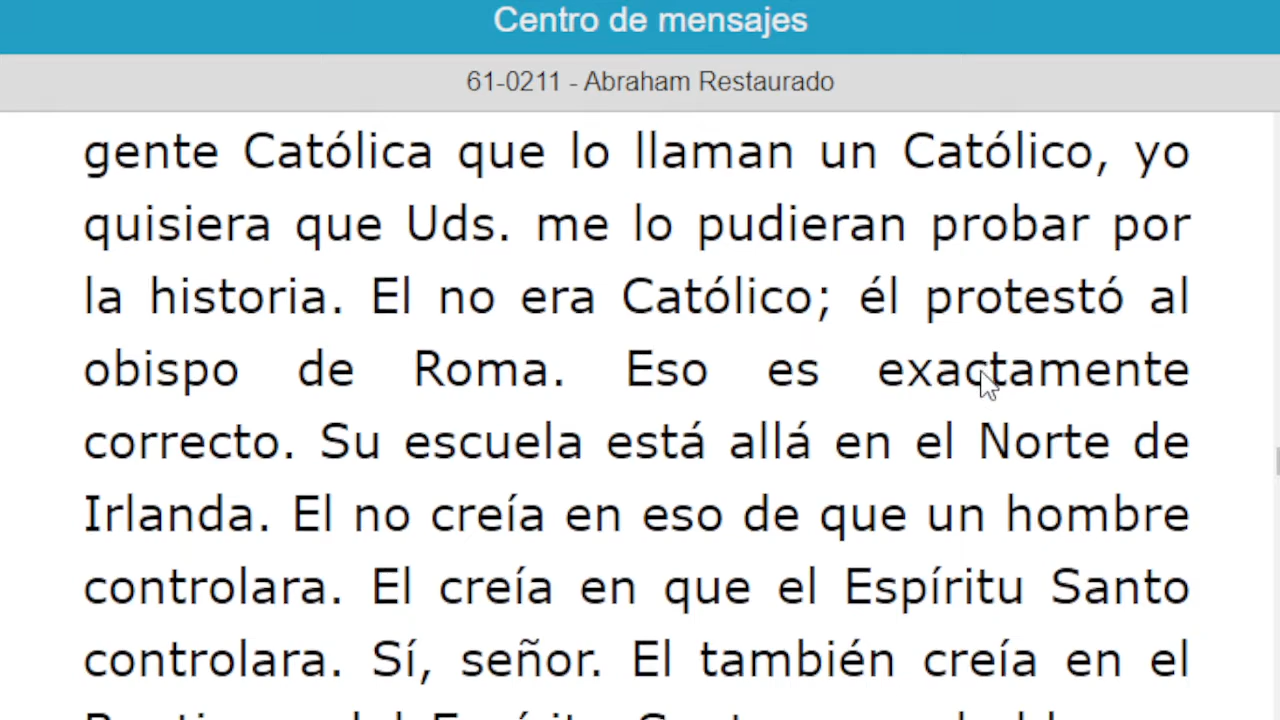 Centro de mensajes
61-0211 - Abraham Restaurado
gente Católica que lo llaman un Católico, yo
quisiera que Uds. me lo pudieran probar por
la historia. El no era Católico; él protestó al
obispo de Roma. Eso es exactamente
correcto. Su escuela está allá en el Norte de
Irlanda. El no creía en eso de que un hombre
controlara. El creía en que el Espíritu Santo
controlara. Sí, señor. El también creía en el